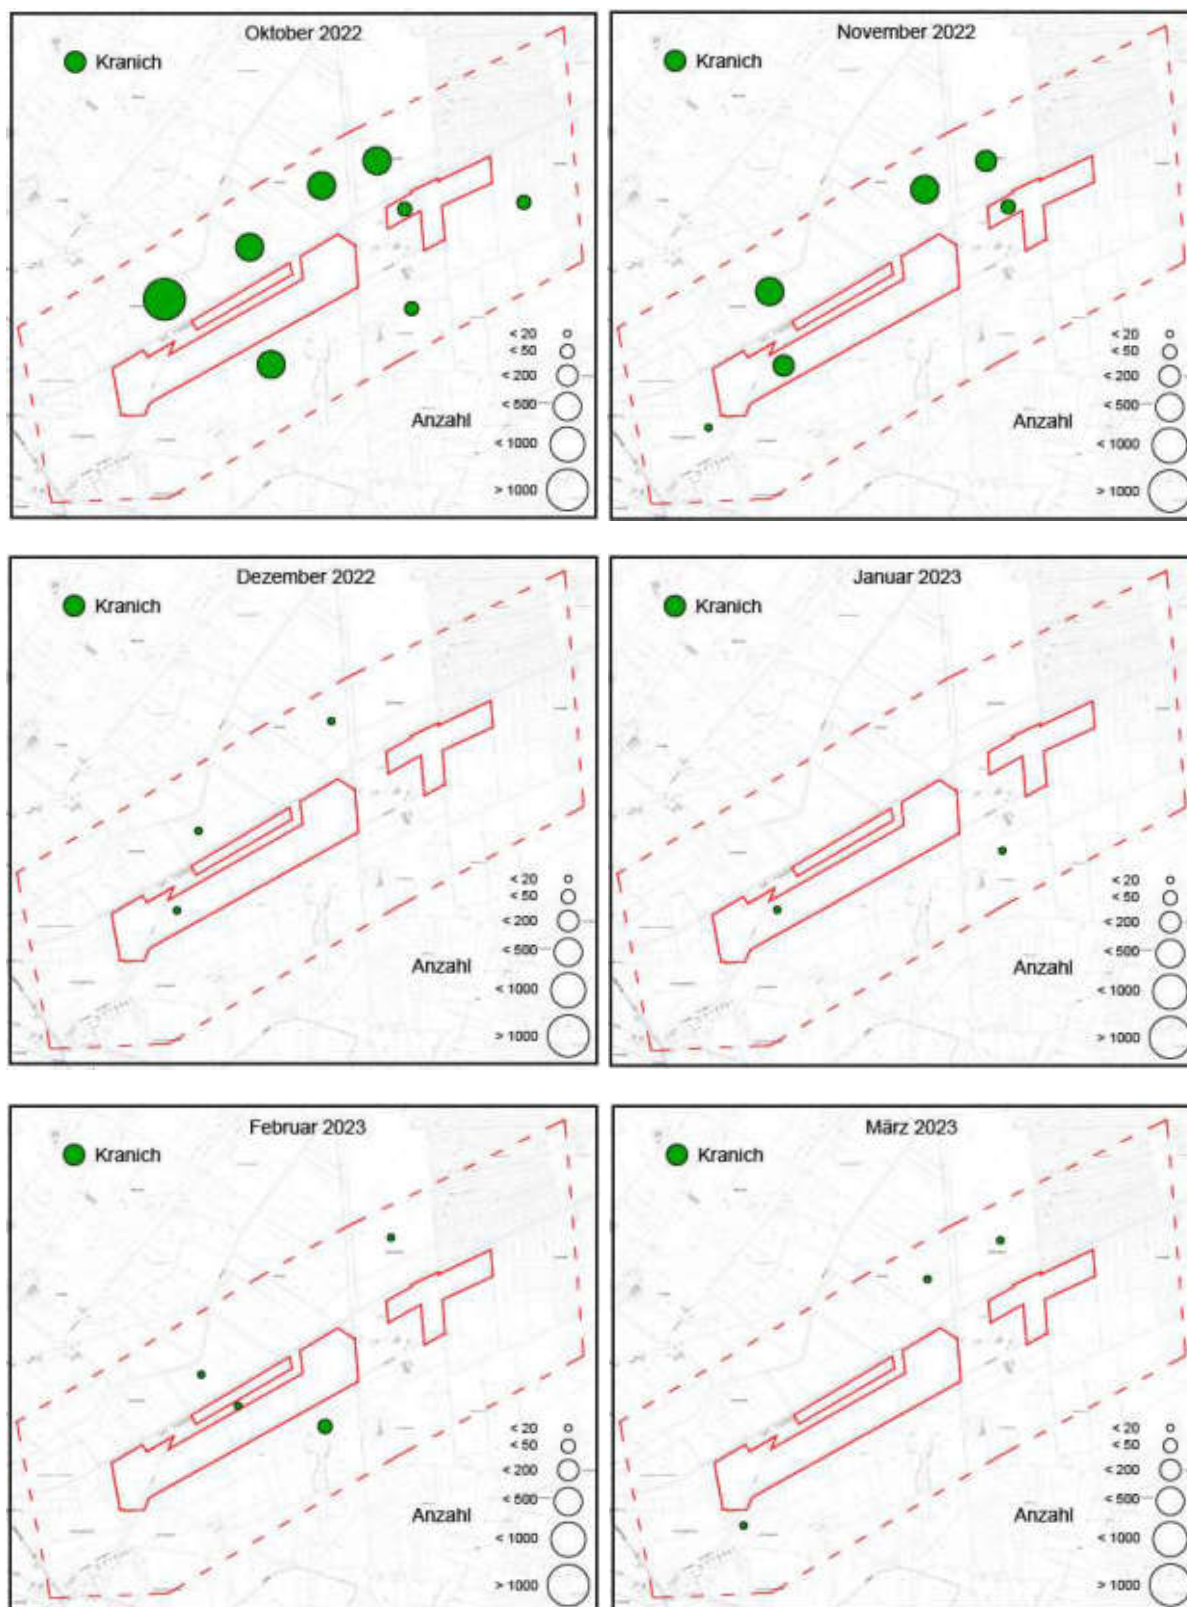 Oktober 2022
Kranich
< 20
< 50
< 200
< 500
Anzahl
< 1000
> 1000
November 2022
Kranich
< 20
< 50
< 200
< 500
Anzahl
< 1000
> 1000
Dezember 2022
Kranich
< 20
< 50
< 200
< 500
Anzahl
< 1000
> 1000
Januar 2023
Kranich
< 20
< 50
< 200
< 500
Anzahl
< 1000
> 1000
Februar 2023
Kranich
< 20
< 50
< 200
< 500
Anzahl
< 1000
> 1000
März 2023
Kranich
< 20
< 50
< 200
< 500
Anzahl
< 1000
> 1000